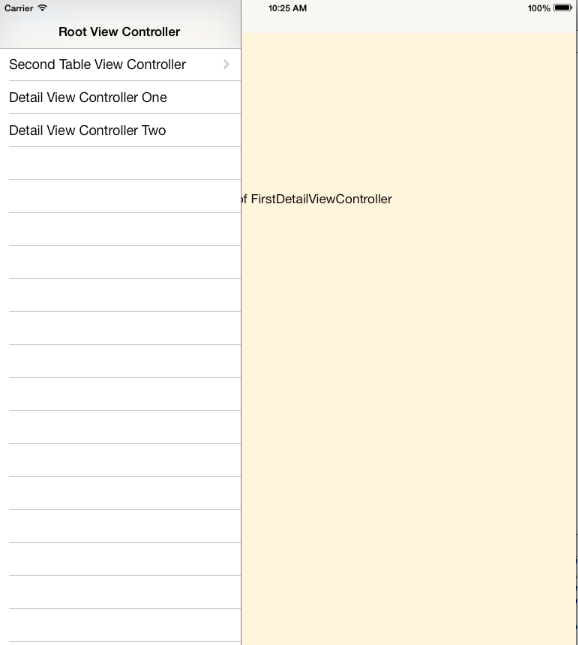 Carrier 10:25 AM 100%
Root View Controller
Second Table View Controller
Detail View Controller One
Detail View Controller Two
of FirstDetailViewController